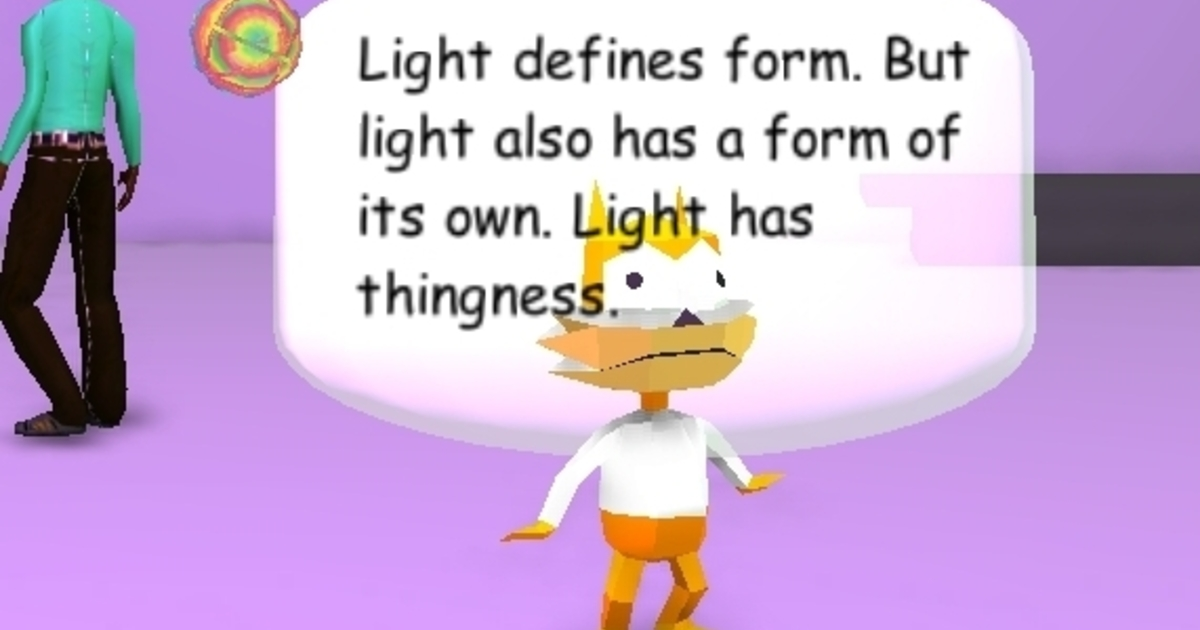 Light defines form. But
light also has a form of
its own. Light has
thingness.